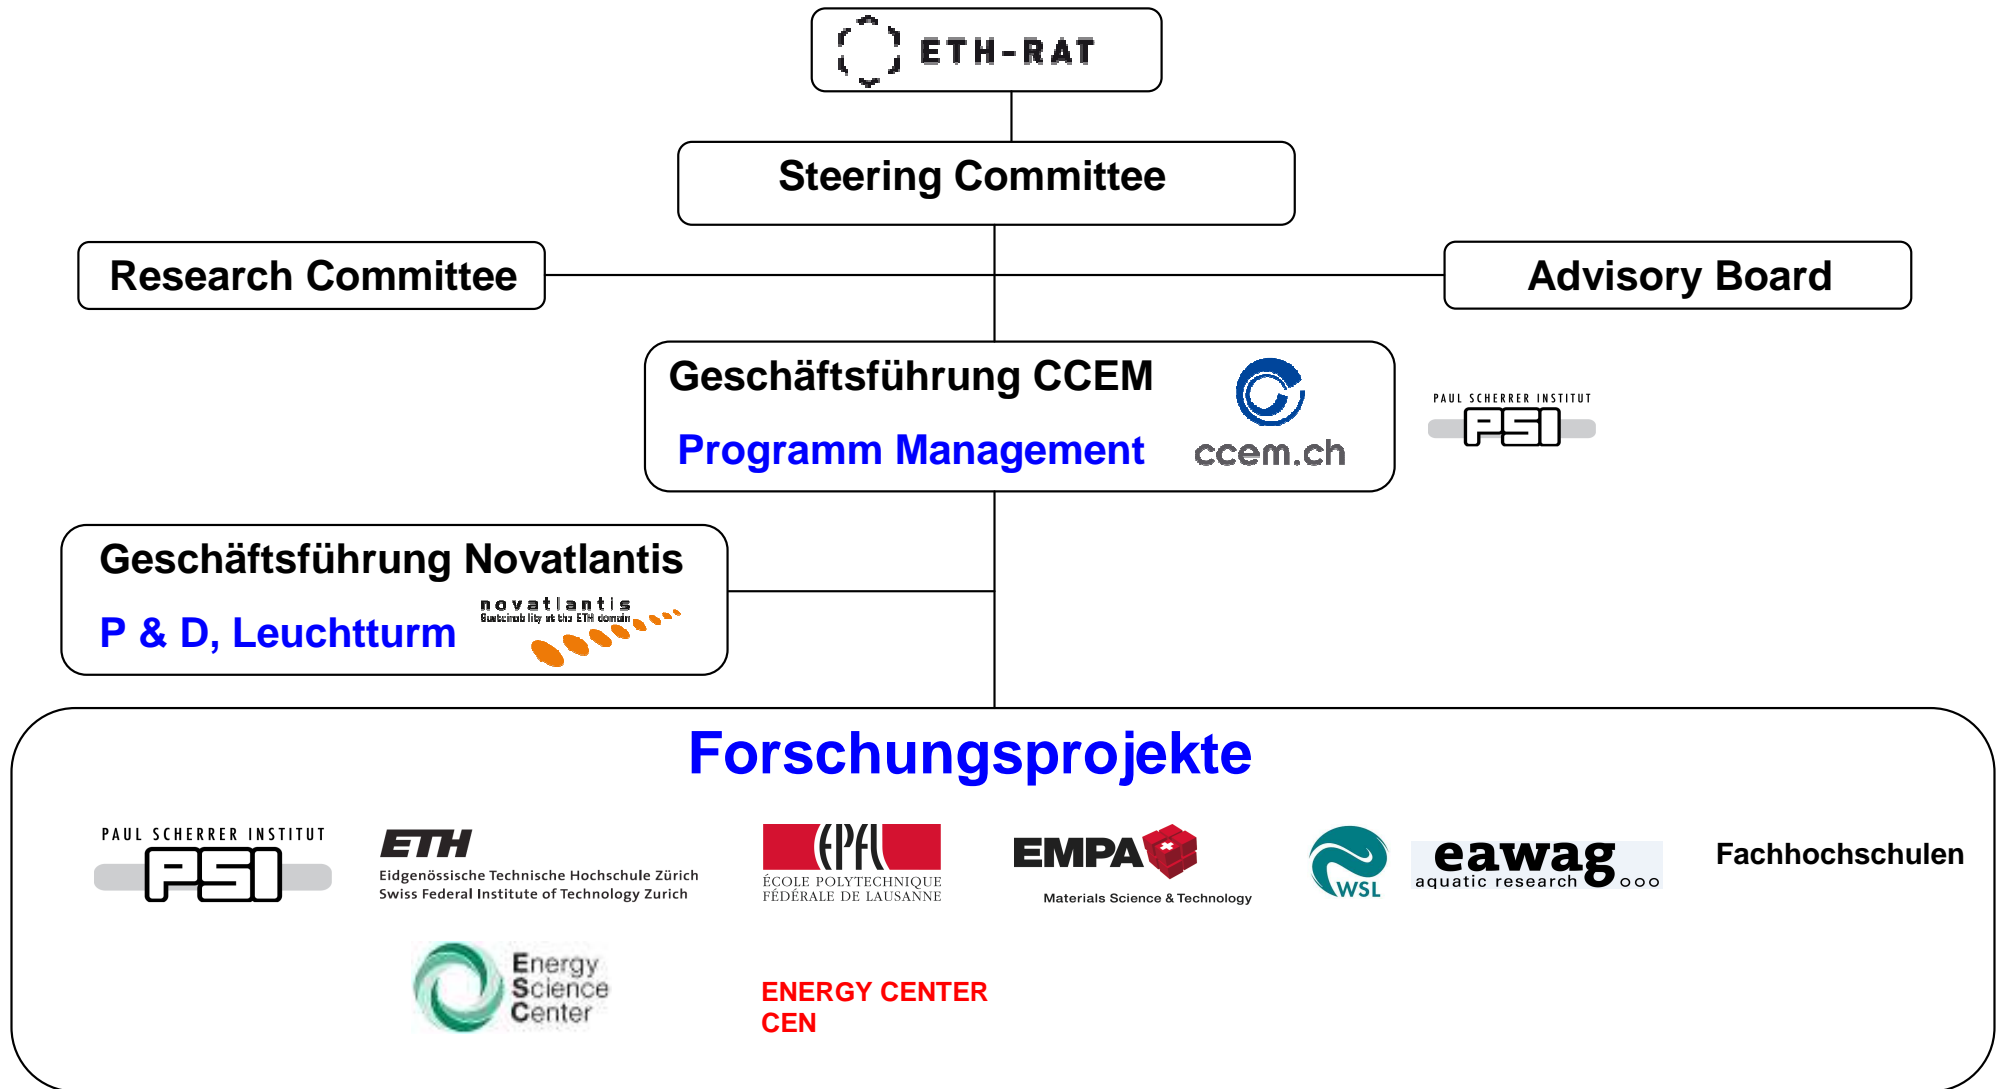 ETH-RAT
Steering Committee
Research Committee
Advisory Board
Geschäftsführung CCEM
Programm Management
ccem.ch
PAUL SCHERRER INSTITUT
PSI
Geschäftsführung Novatlantis
P & D, Leuchtturm
novatlantis
Sustainability at the ETH domain
Forschungsprojekte
PAUL SCHERRER INSTITUT
PSI
ETH
Eidgenössische Technische Hochschule Zürich
Swiss Federal Institute of Technology Zurich
EPFL
ÉCOLE POLYTECHNIQUE
FÉDÉRALE DE LAUSANNE
EMPA
Materials Science & Technology
WSL
eawag
aquatic research
Fachhochschulen
Energy
Science
Center
ENERGY CENTER
CEN